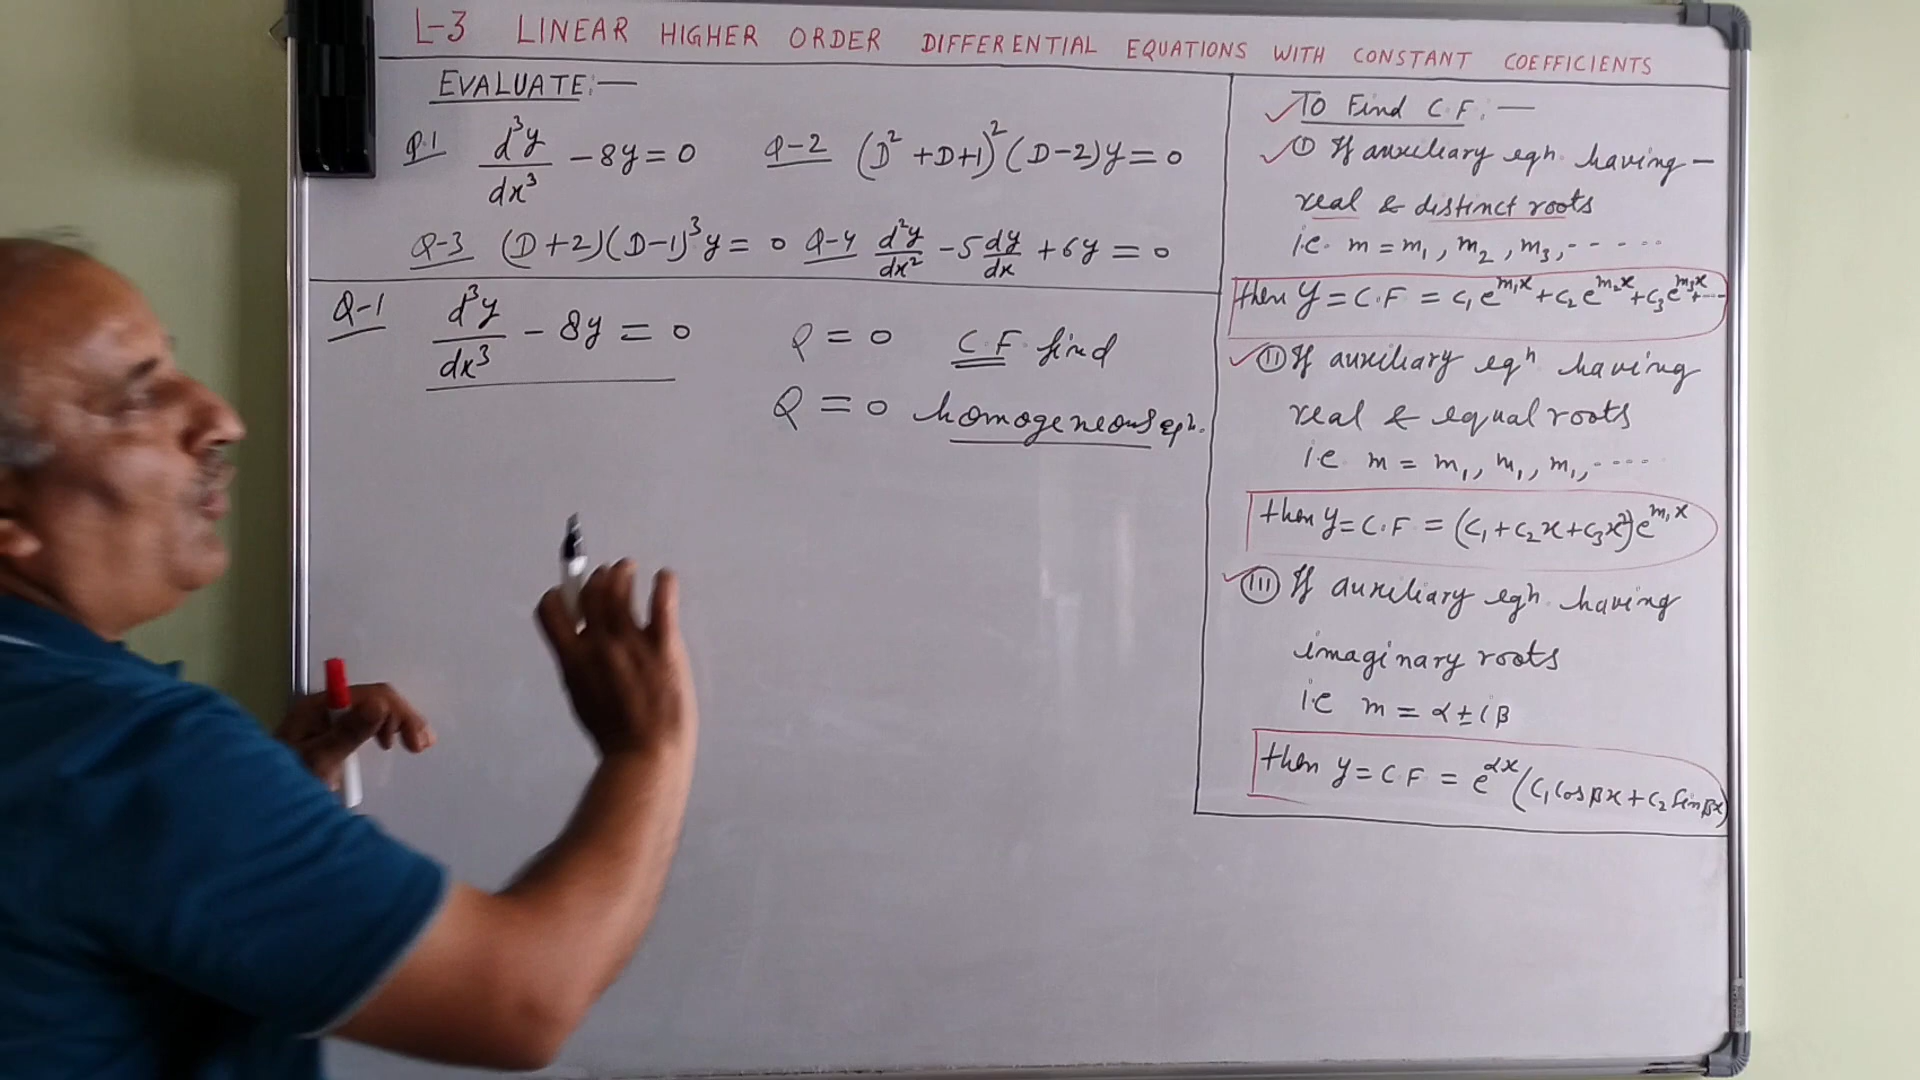 L-3 LINEAR HIGHER ORDER DIFFERENTIAL EQUATIONS WITH CONSTANT COEFFICIENTS
EVALUATE:—
Q.1 d³y/dx³ - 8y = 0 Q-2 (D² + D + 1)² (D - 2)y = 0
Q-3 (D + 2)(D - 1)³y = 0 Q-4 d²y/dx² - 5 dy/dx + 6y = 0
Q-1 d³y/dx³ - 8y = 0 Q = 0 C.F. find
Q = 0 homogeneous eqn.
To Find C.F:—
(I) If auxiliary eqn. having —
real & distinct roots
i.e. m = m₁, m₂, m₃, ------
then y = C.F = c₁e^m₁x + c₂e^m₂x + c₃e^m₃x + ---
(II) If auxiliary eqn having
real & equal roots
i.e m = m₁, m₁, m₁, ----
then y = C.F = (c₁ + c₂x + c₃x²)e^m₁x
(III) If auxiliary eqn. having
imaginary roots
i.e m = α ± iβ
then y = C F = e^αx (c₁ cos βx + c₂ sin βx)